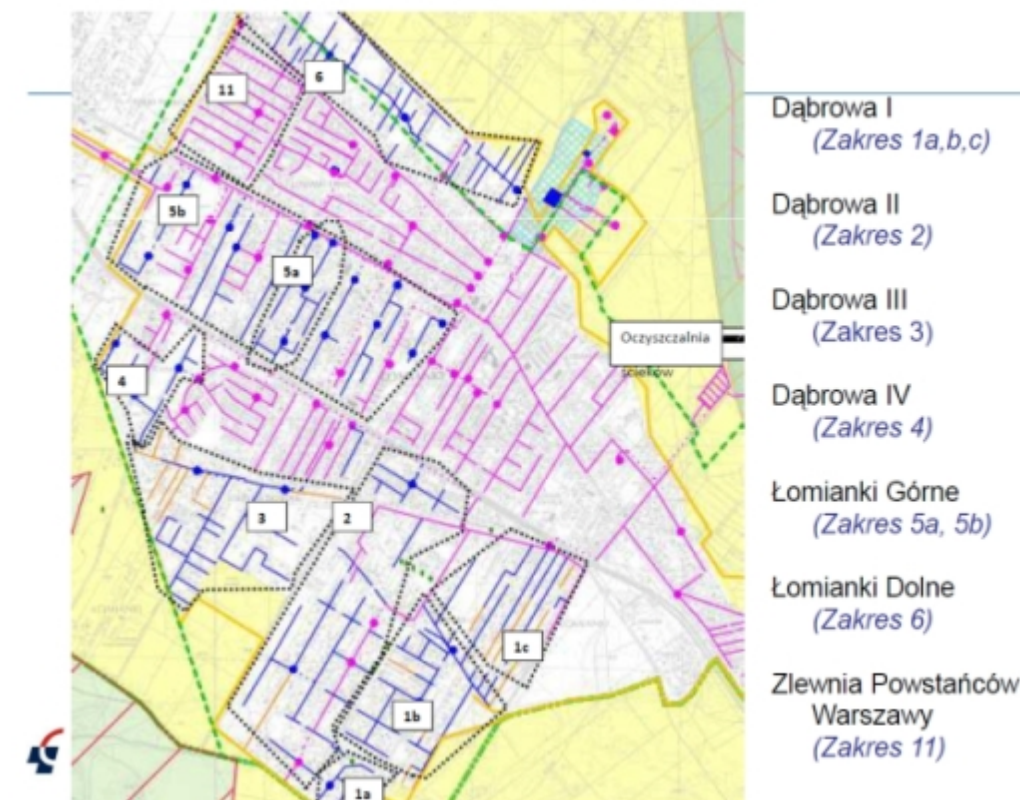 6
11
5b
5a
4
Oczyszczalnia
ścieków
3
2
1c
1b
1a
Dąbrowa I
(Zakres 1a,b,c)
Dąbrowa II
(Zakres 2)
Dąbrowa III
(Zakres 3)
Dąbrowa IV
(Zakres 4)
Łomianki Górne
(Zakres 5a, 5b)
Łomianki Dolne
(Zakres 6)
Zlewnia Powstańców
Warszawy
(Zakres 11)